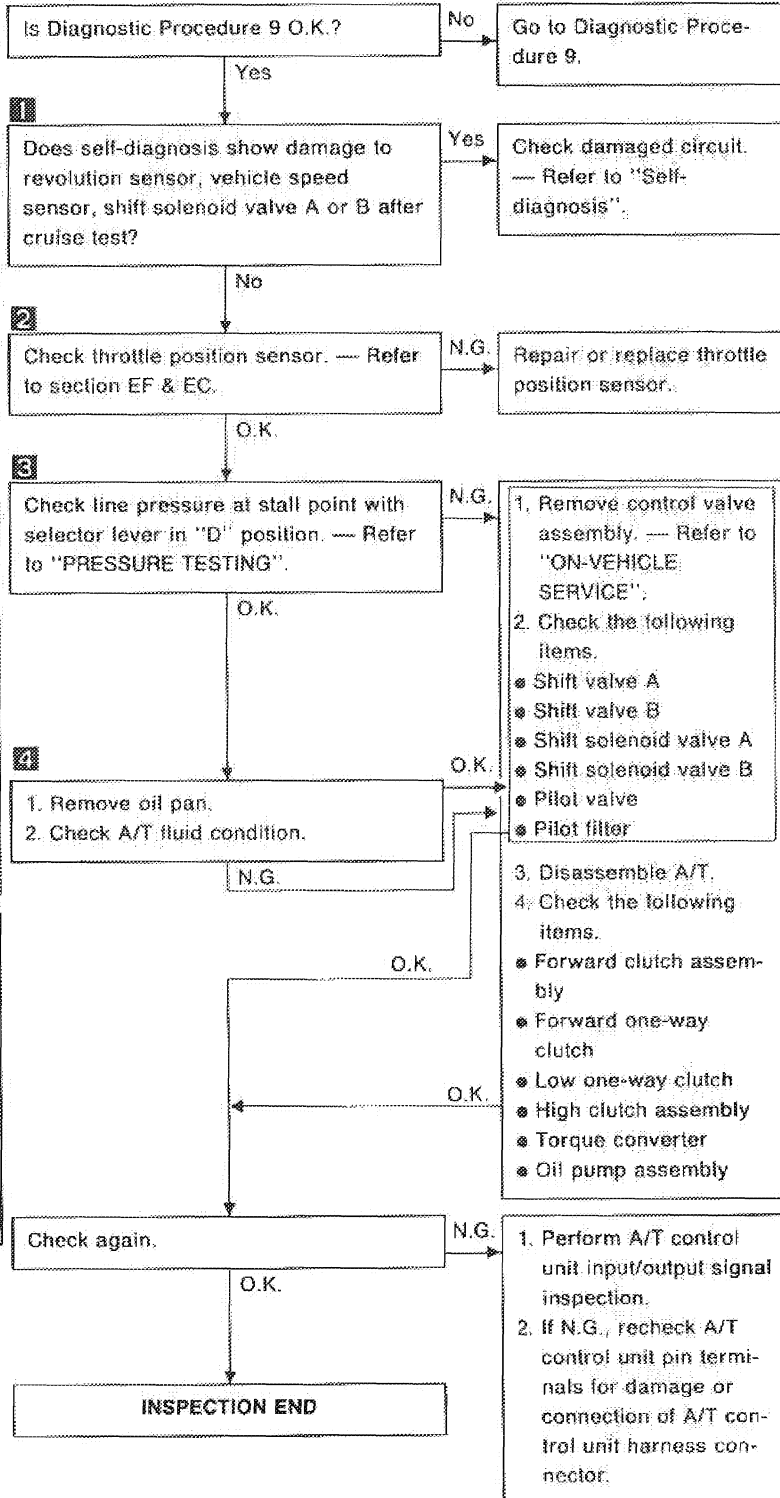 Is Diagnostic Procedure 9 O.K.?
No
Go to Diagnostic Proce-
dure 9.
Yes
1
Does self-diagnosis show damage to
revolution sensor, vehicle speed
sensor, shift solenoid valve A or B after
cruise test?
Yes
Check damaged circuit.
— Refer to "Self-
diagnosis".
No
2
Check throttle position sensor. — Refer
to section EF & EC.
N.G.
Repair or replace throttle
position sensor.
O.K.
3
Check line pressure at stall point with
selector lever in "D" position. — Refer
to "PRESSURE TESTING".
N.G.
O.K.
1. Remove control valve
assembly. — Refer to
"ON-VEHICLE
SERVICE".
2. Check the following
items.
● Shift valve A
● Shift valve B
● Shift solenoid valve A
● Shift solenoid valve B
● Pilot valve
● Pilot filter
4
1. Remove oil pan.
2. Check A/T fluid condition.
O.K.
N.G.
3. Disassemble A/T.
4. Check the following
items.
● Forward clutch assem-
bly
● Forward one-way
clutch
● Low one-way clutch
● High clutch assembly
● Torque converter
● Oil pump assembly
O.K.
O.K.
Check again.
N.G.
1. Perform A/T control
unit input/output signal
inspection.
2. If N.G., recheck A/T
control unit pin termi-
nals for damage or
connection of A/T con-
trol unit harness con-
nector.
O.K.
INSPECTION END